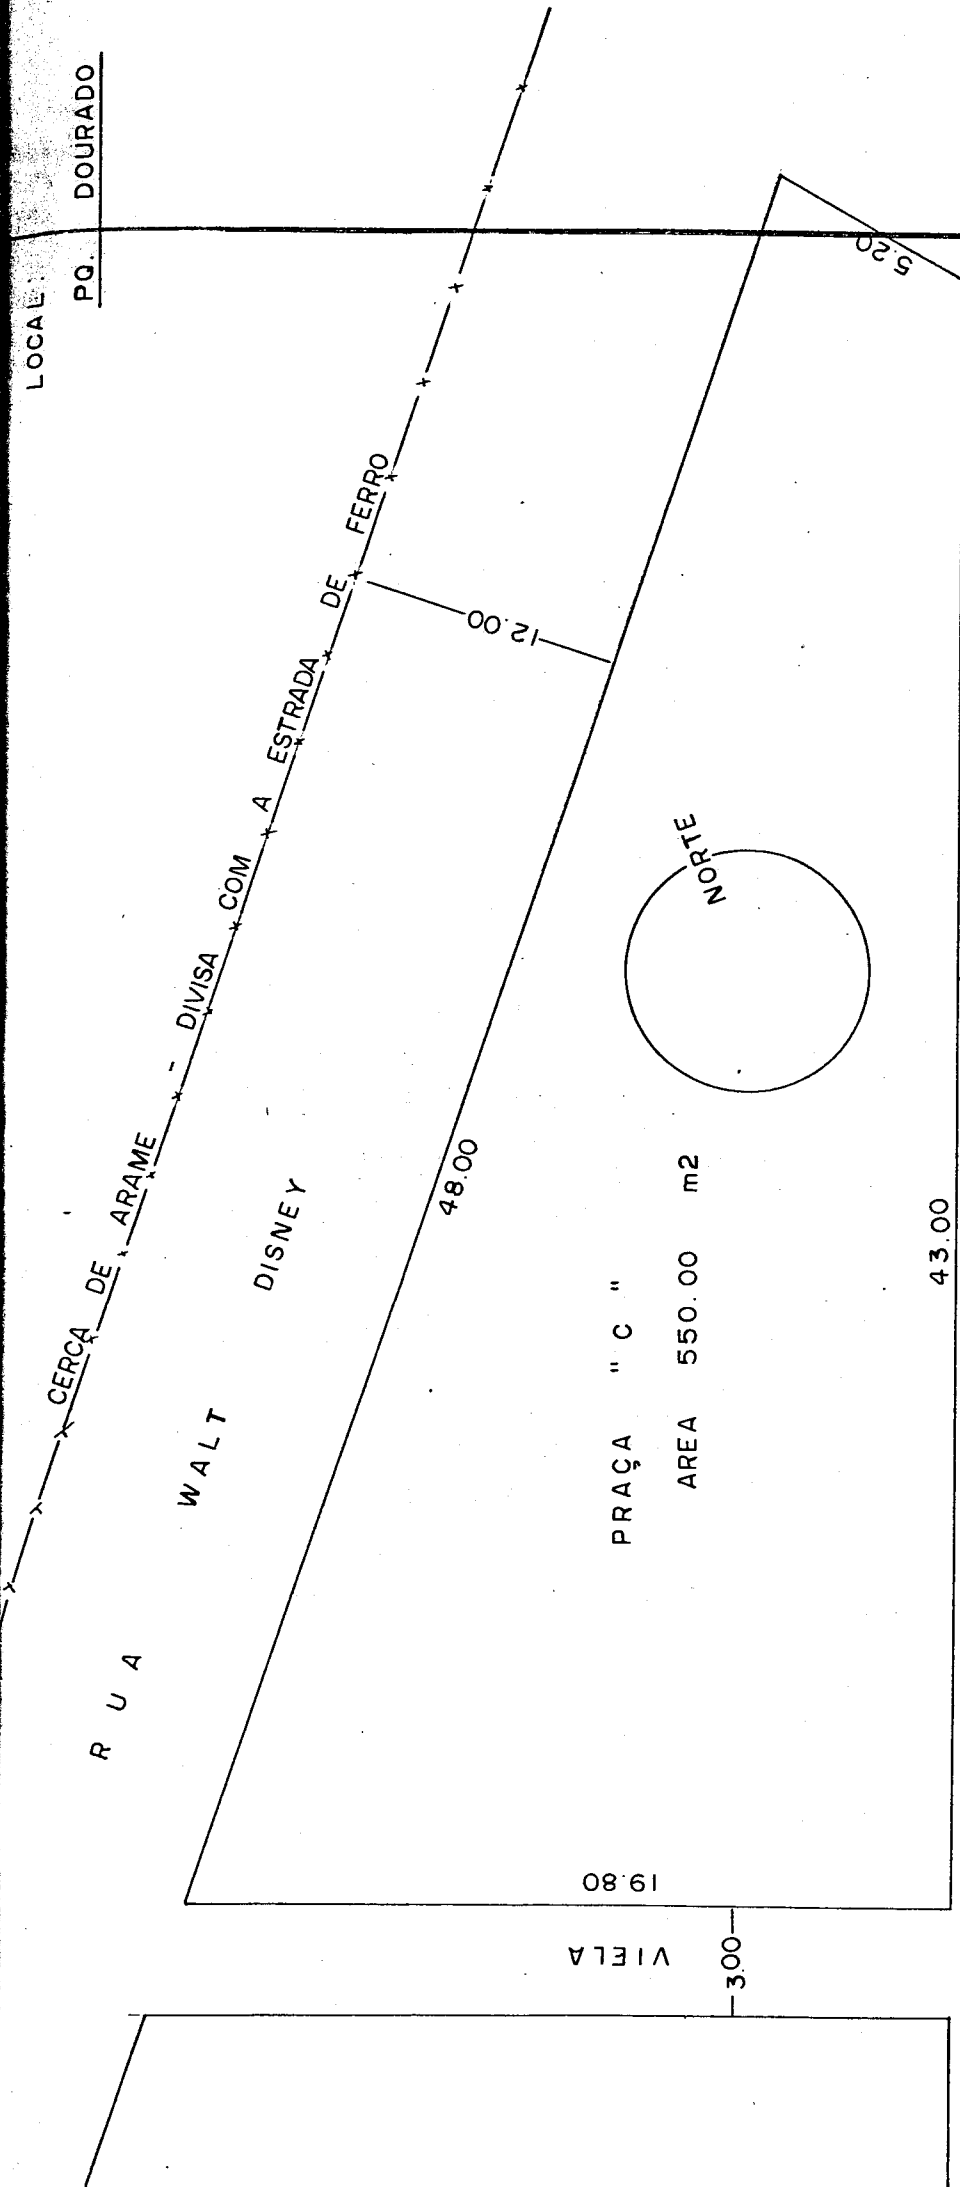 LOCAL:
PQ. DOURADO
CERCA DE ARAME - DIVISA COM A ESTRADA DE FERRO
RUA WALT DISNEY
12.00
48.00
5.20
NORTE
PRAÇA "C"
AREA 550.00 m2
43.00
19.80
VIELA
3.00